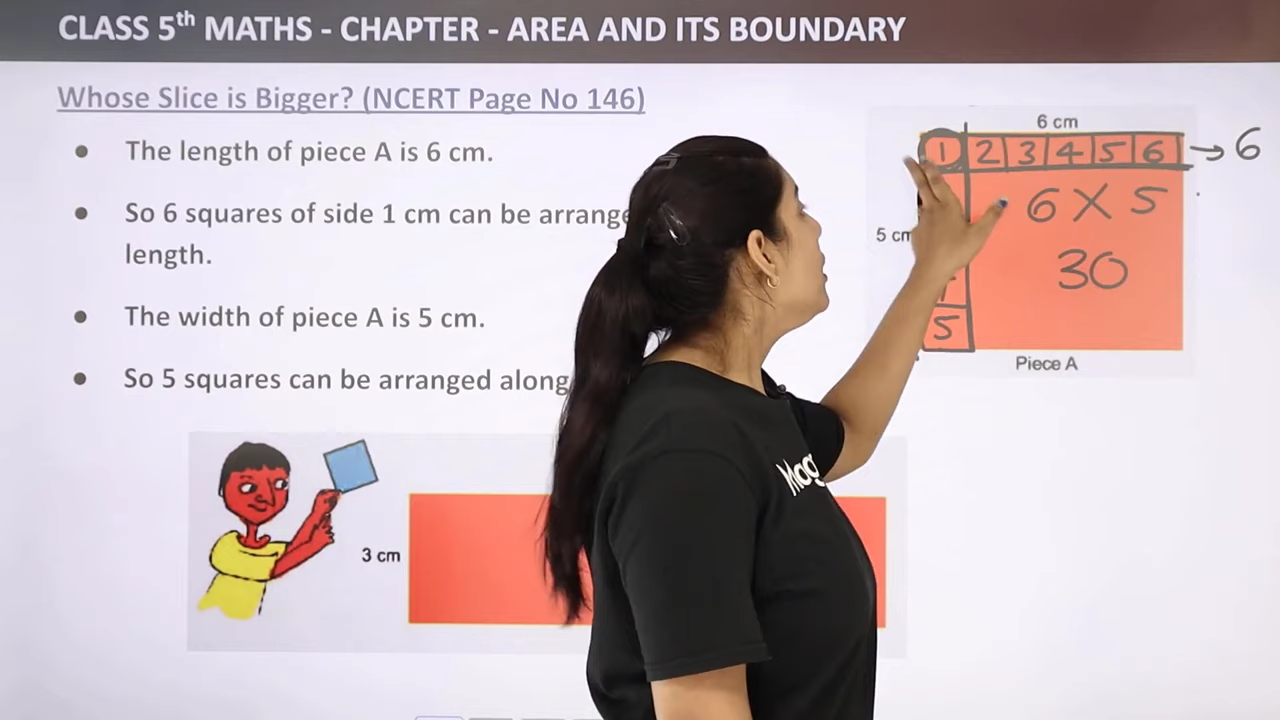 CLASS 5th MATHS - CHAPTER - AREA AND ITS BOUNDARY
Whose Slice is Bigger? (NCERT Page No 146)
The length of piece A is 6 cm.
So 6 squares of side 1 cm can be
length.
The width of piece A is 5 cm.
So 5 squares can be arranged along
6 cm
1 2 3 4 5 6 → 6
6 X 5
5 cm
30
5
Piece A
3 cm